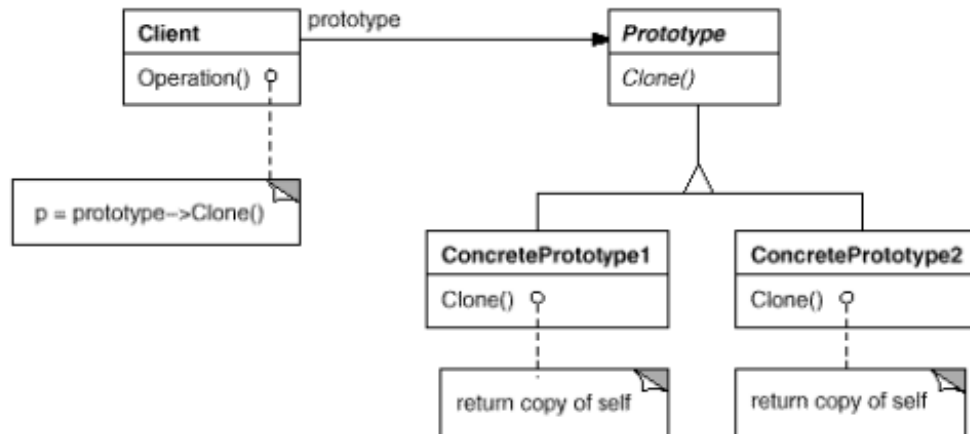 Client
prototype
Prototype
Operation()
Clone()
p = prototype->Clone()
ConcretePrototype1
ConcretePrototype2
Clone()
Clone()
return copy of self
return copy of self